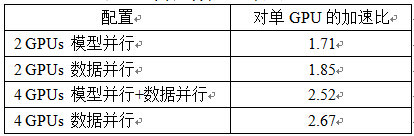 配置 对单 GPU 的加速比
2 GPUs 模型并行 1.71
2 GPUs 数据并行 1.85
4 GPUs 模型并行+数据并行 2.52
4 GPUs 数据并行 2.67